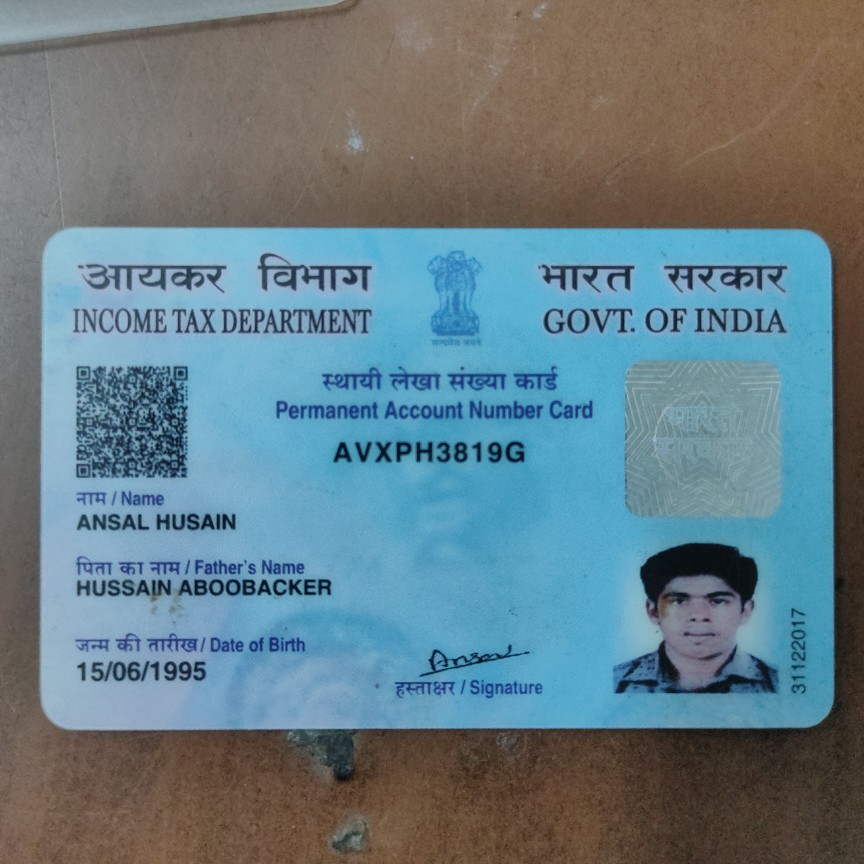 आयकर विभाग
INCOME TAX DEPARTMENT
भारत सरकार
GOVT. OF INDIA
सत्यमेव जयते
स्थायी लेखा संख्या कार्ड
Permanent Account Number Card
AVXPH3819G
नाम / Name
ANSAL HUSAIN
पिता का नाम / Father's Name
HUSSAIN ABOOBACKER
जन्म की तारीख / Date of Birth
15/06/1995
Ansal
हस्ताक्षर / Signature
31122017